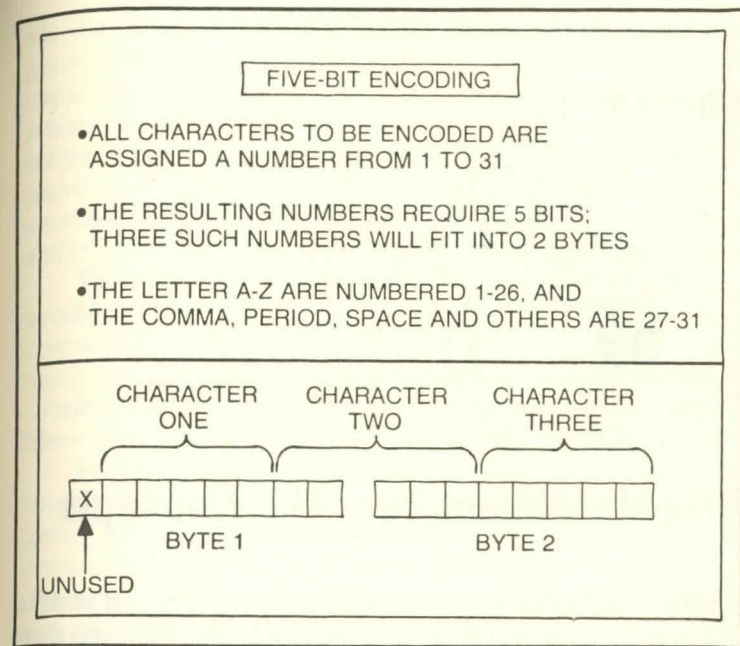 FIVE-BIT ENCODING
•ALL CHARACTERS TO BE ENCODED ARE
ASSIGNED A NUMBER FROM 1 TO 31
•THE RESULTING NUMBERS REQUIRE 5 BITS;
THREE SUCH NUMBERS WILL FIT INTO 2 BYTES
•THE LETTER A-Z ARE NUMBERED 1-26, AND
THE COMMA, PERIOD, SPACE AND OTHERS ARE 27-31
CHARACTER ONE
CHARACTER TWO
CHARACTER THREE
X
BYTE 1
BYTE 2
UNUSED